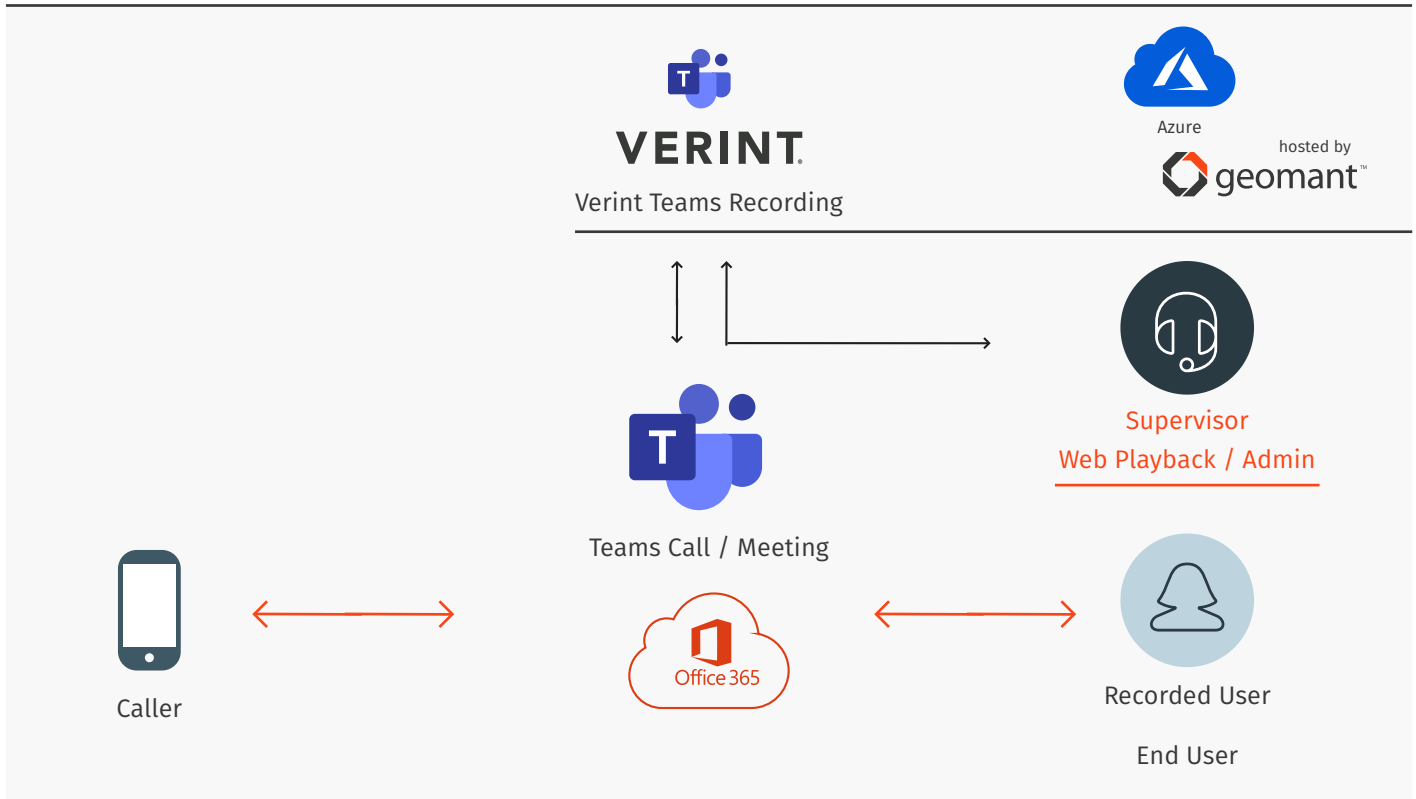 T
VERINT.
Verint Teams Recording
Azure
hosted by
geomant™
Supervisor
Web Playback / Admin
T
Teams Call / Meeting
Office 365
Caller
Recorded User
End User